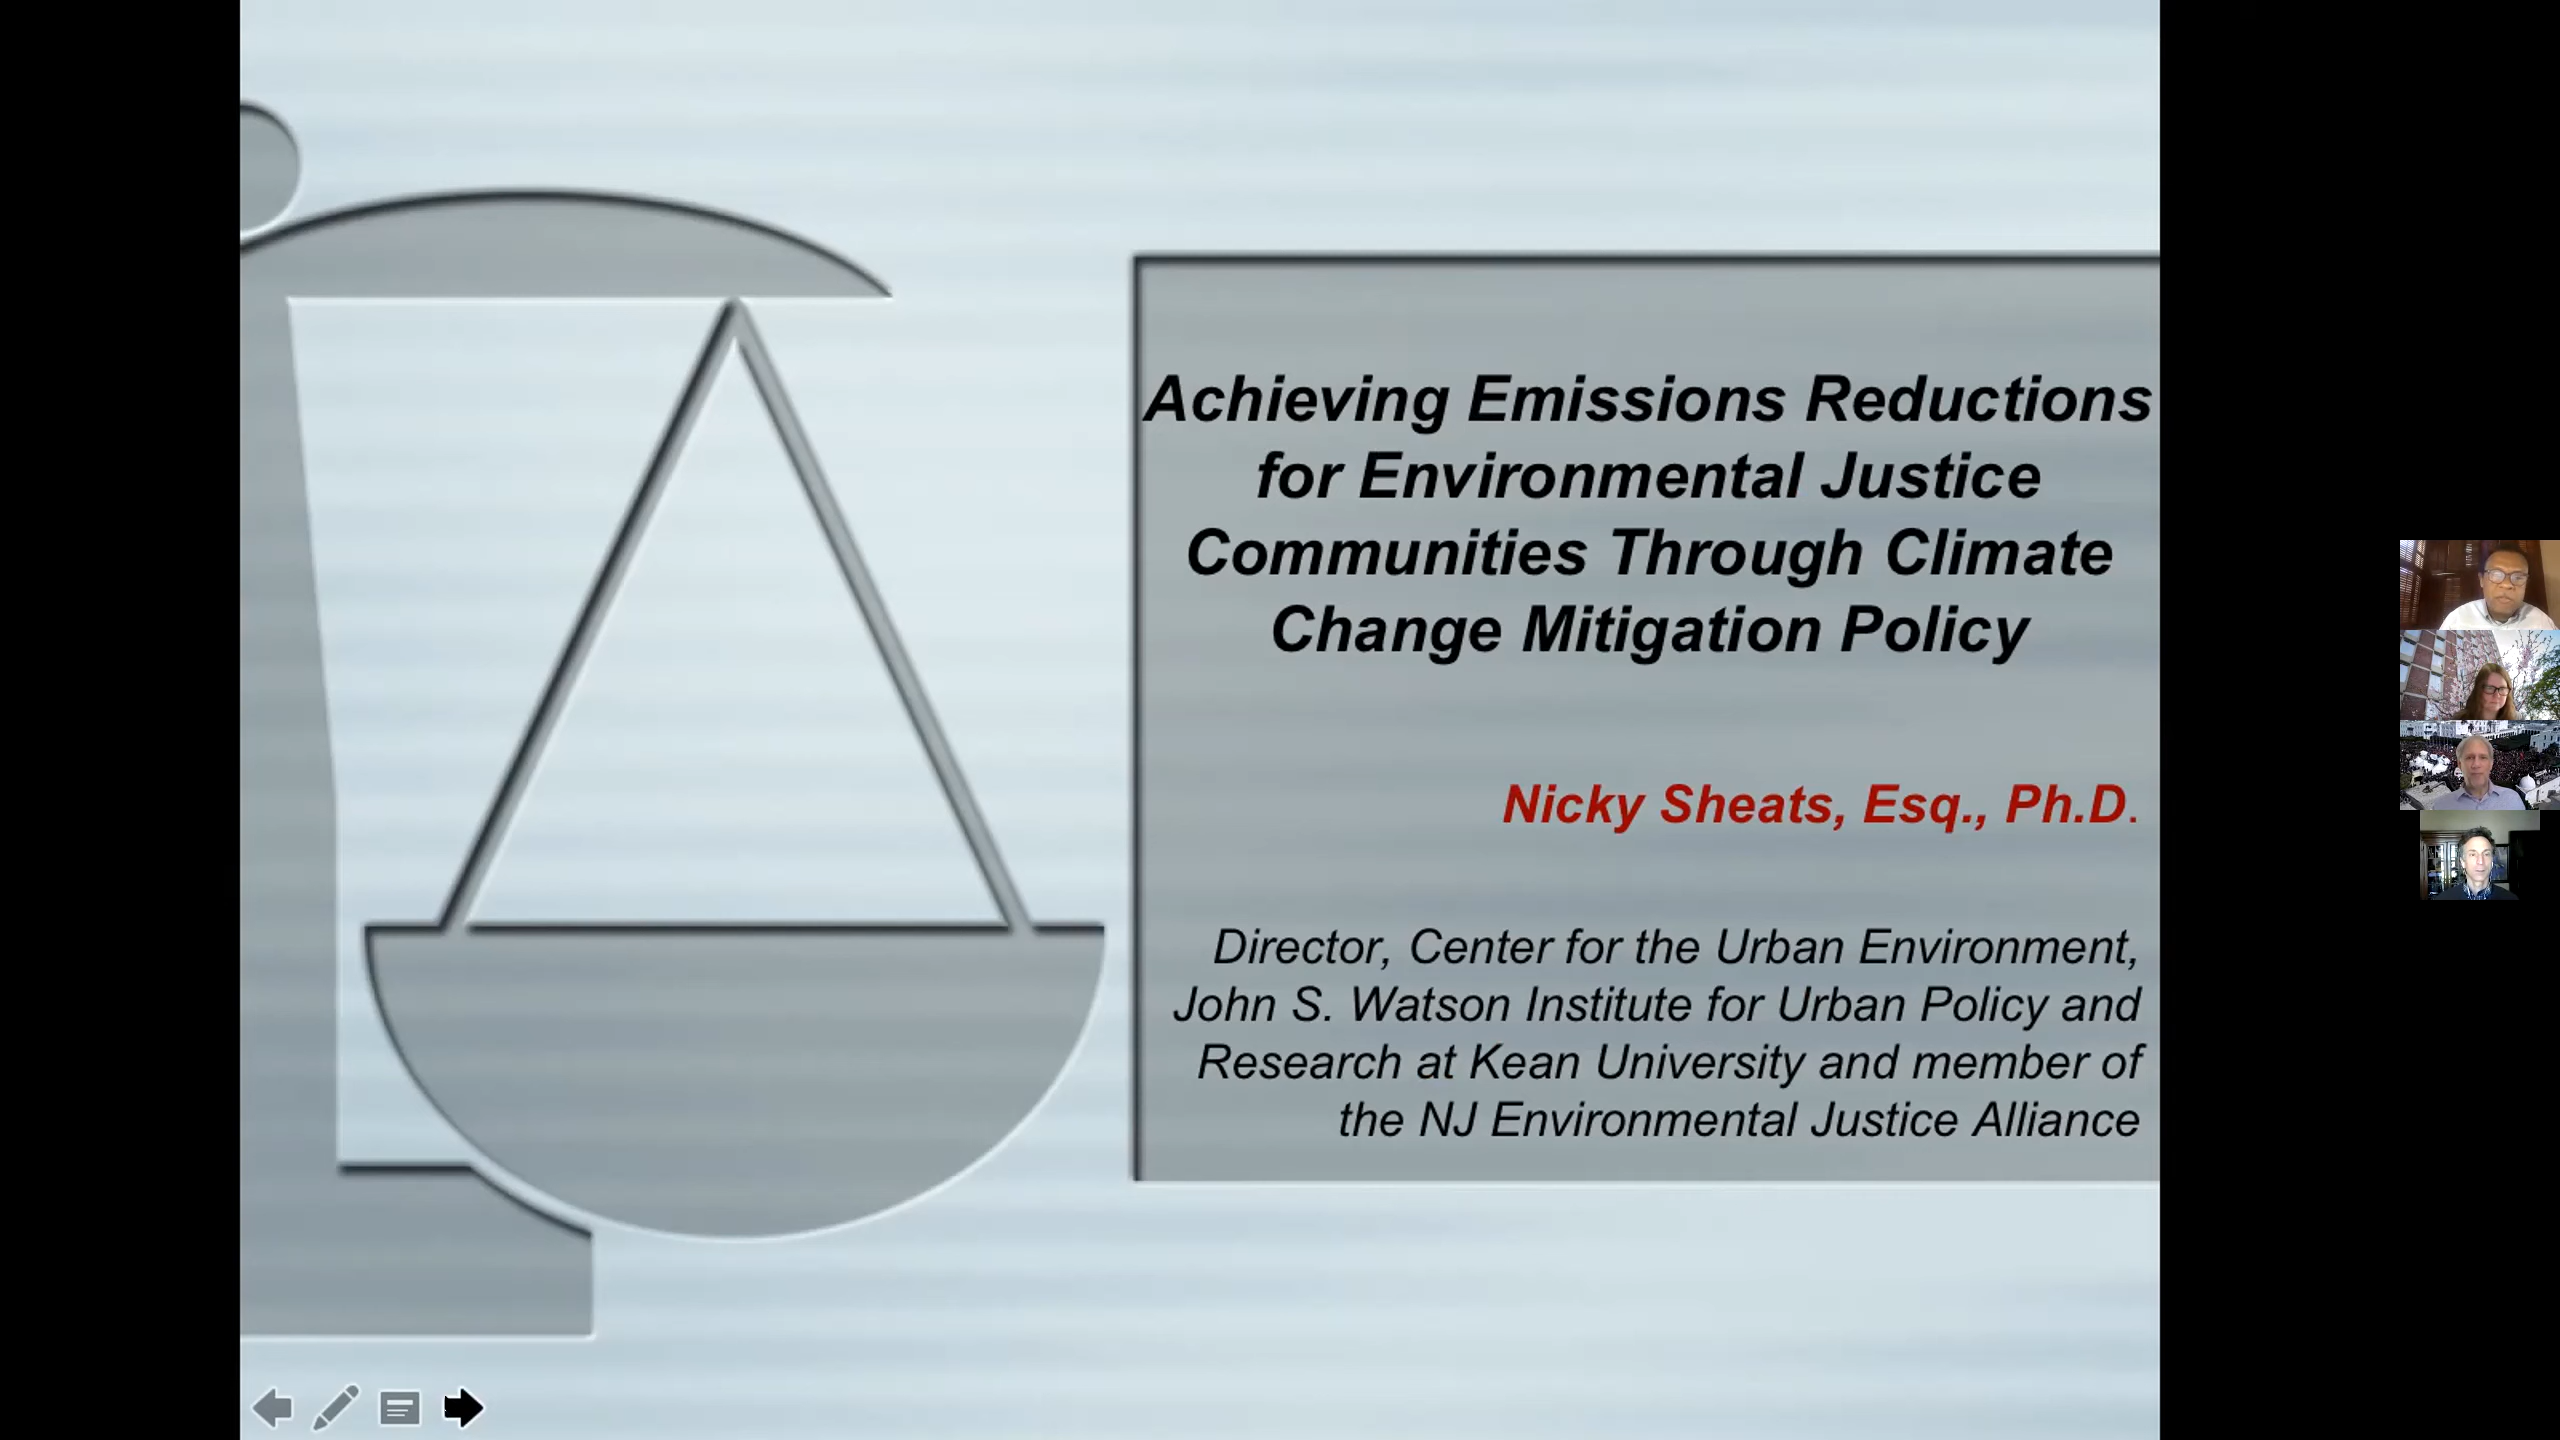 Achieving Emissions Reductions
for Environmental Justice
Communities Through Climate
Change Mitigation Policy
Nicky Sheats, Esq., Ph.D.
Director, Center for the Urban Environment,
John S. Watson Institute for Urban Policy and
Research at Kean University and member of
the NJ Environmental Justice Alliance